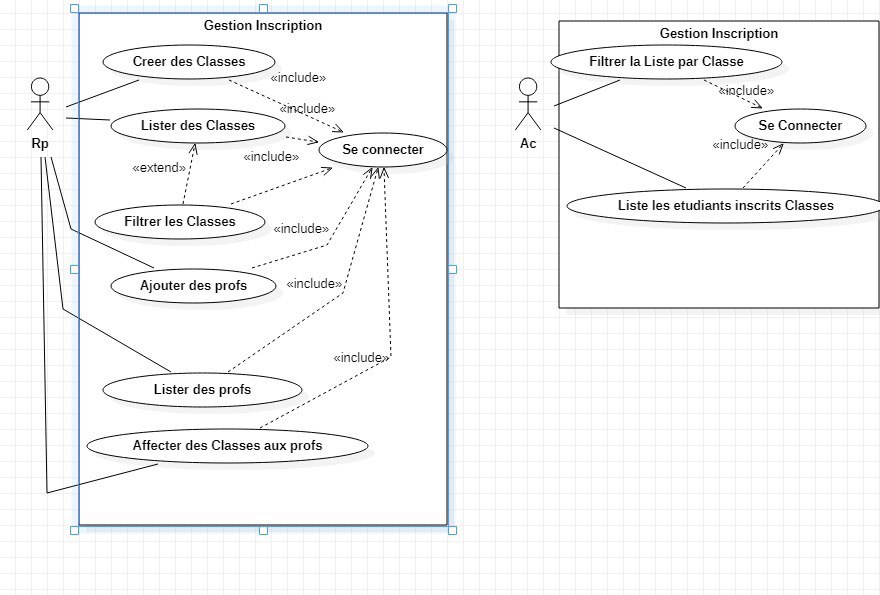 Gestion Inscription
Creer des Classes
«include»
«include»
Lister des Classes
Rp
Se connecter
«include»
«extend»
Filtrer les Classes
«include»
Ajouter des profs
«include»
«include»
Lister des profs
Affecter des Classes aux profs
Gestion Inscription
Filtrer la Liste par Classe
«include»
Se Connecter
Ac
«include»
Liste les etudiants inscrits Classes